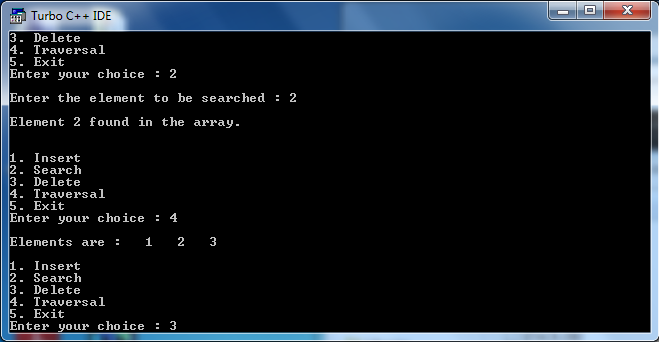 Turbo C++ IDE
3. Delete
4. Traversal
5. Exit
Enter your choice : 2
Enter the element to be searched : 2
Element 2 found in the array.
1. Insert
2. Search
3. Delete
4. Traversal
5. Exit
Enter your choice : 4
Elements are :   1   2   3
1. Insert
2. Search
3. Delete
4. Traversal
5. Exit
Enter your choice : 3